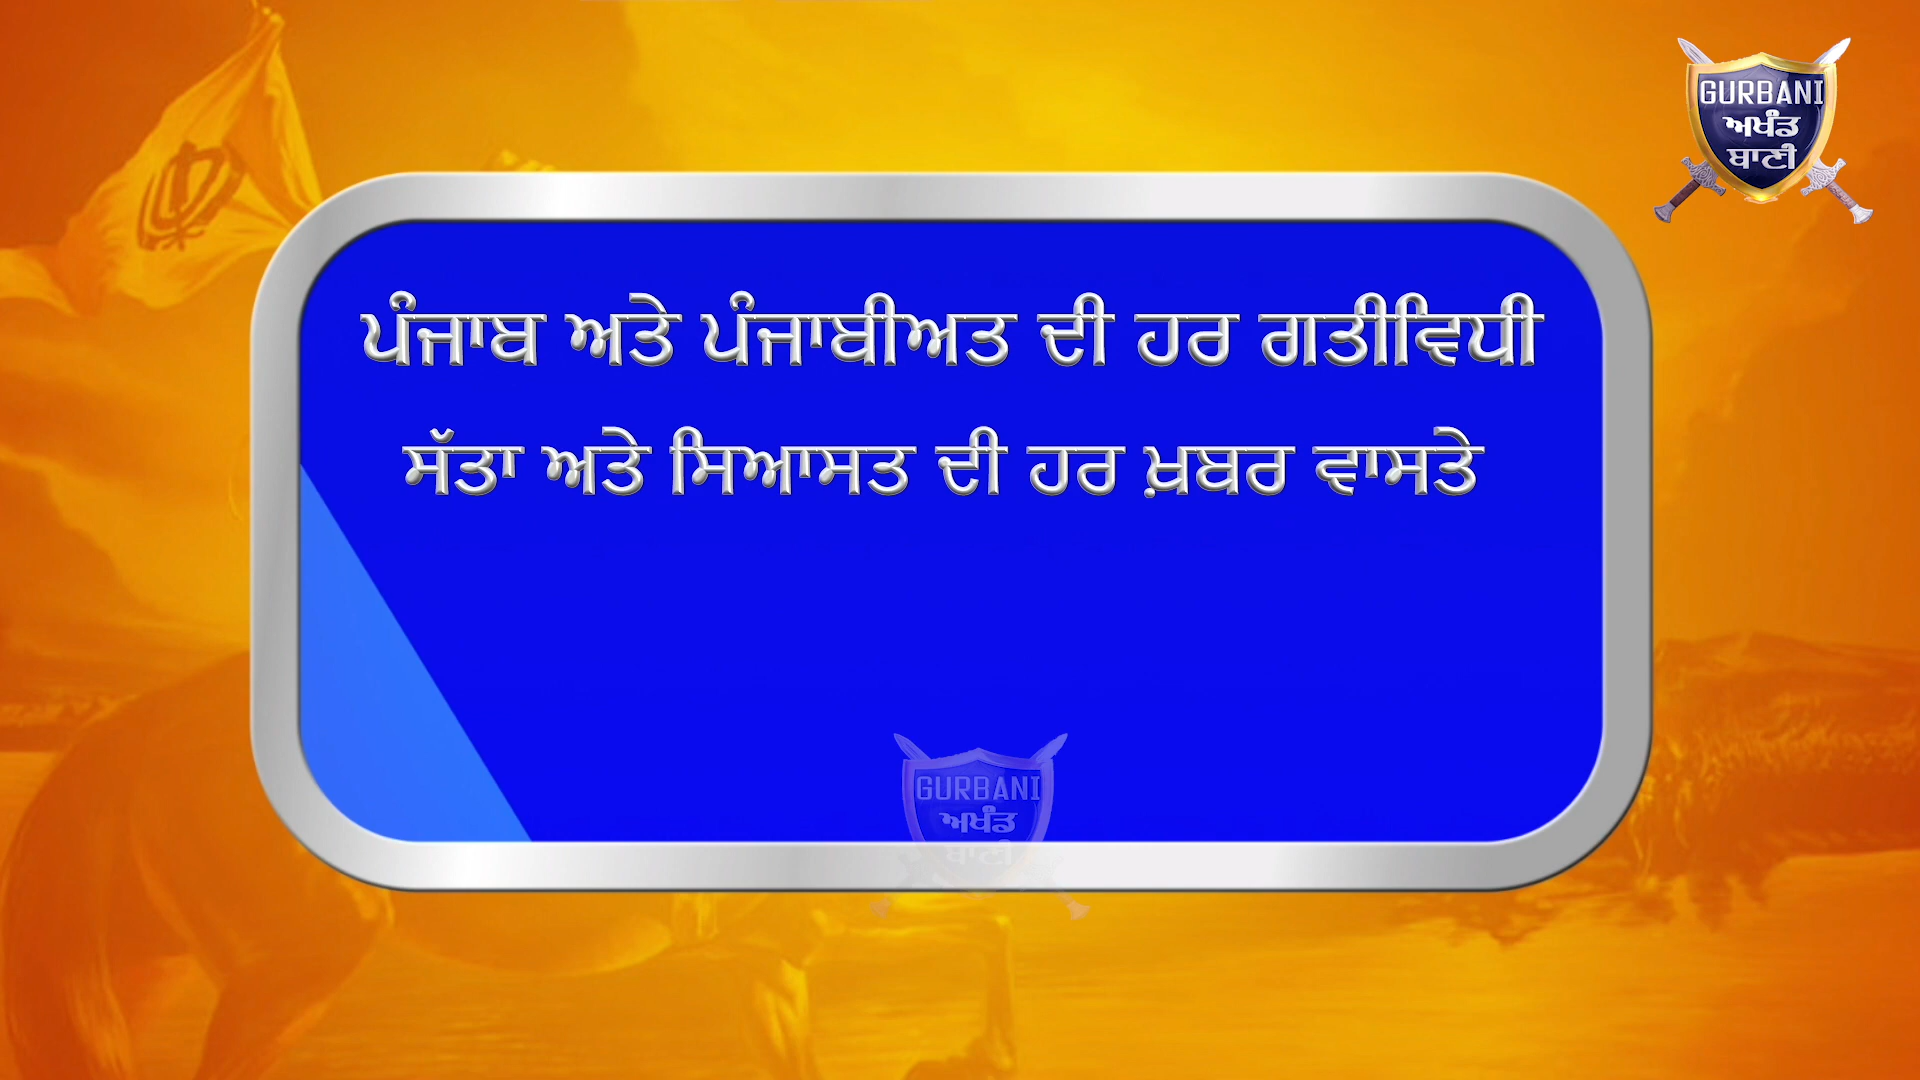 GURBANI
ਅਖੰਡ
ਬਾਣੀ
ਪੰਜਾਬ ਅਤੇ ਪੰਜਾਬੀਅਤ ਦੀ ਹਰ ਗਤੀਵਿਧੀ
ਸੱਤਾ ਅਤੇ ਸਿਆਸਤ ਦੀ ਹਰ ਖ਼ਬਰ ਵਾਸਤੇ
GURBANI
ਅਖੰਡ
ਬਾਣੀ